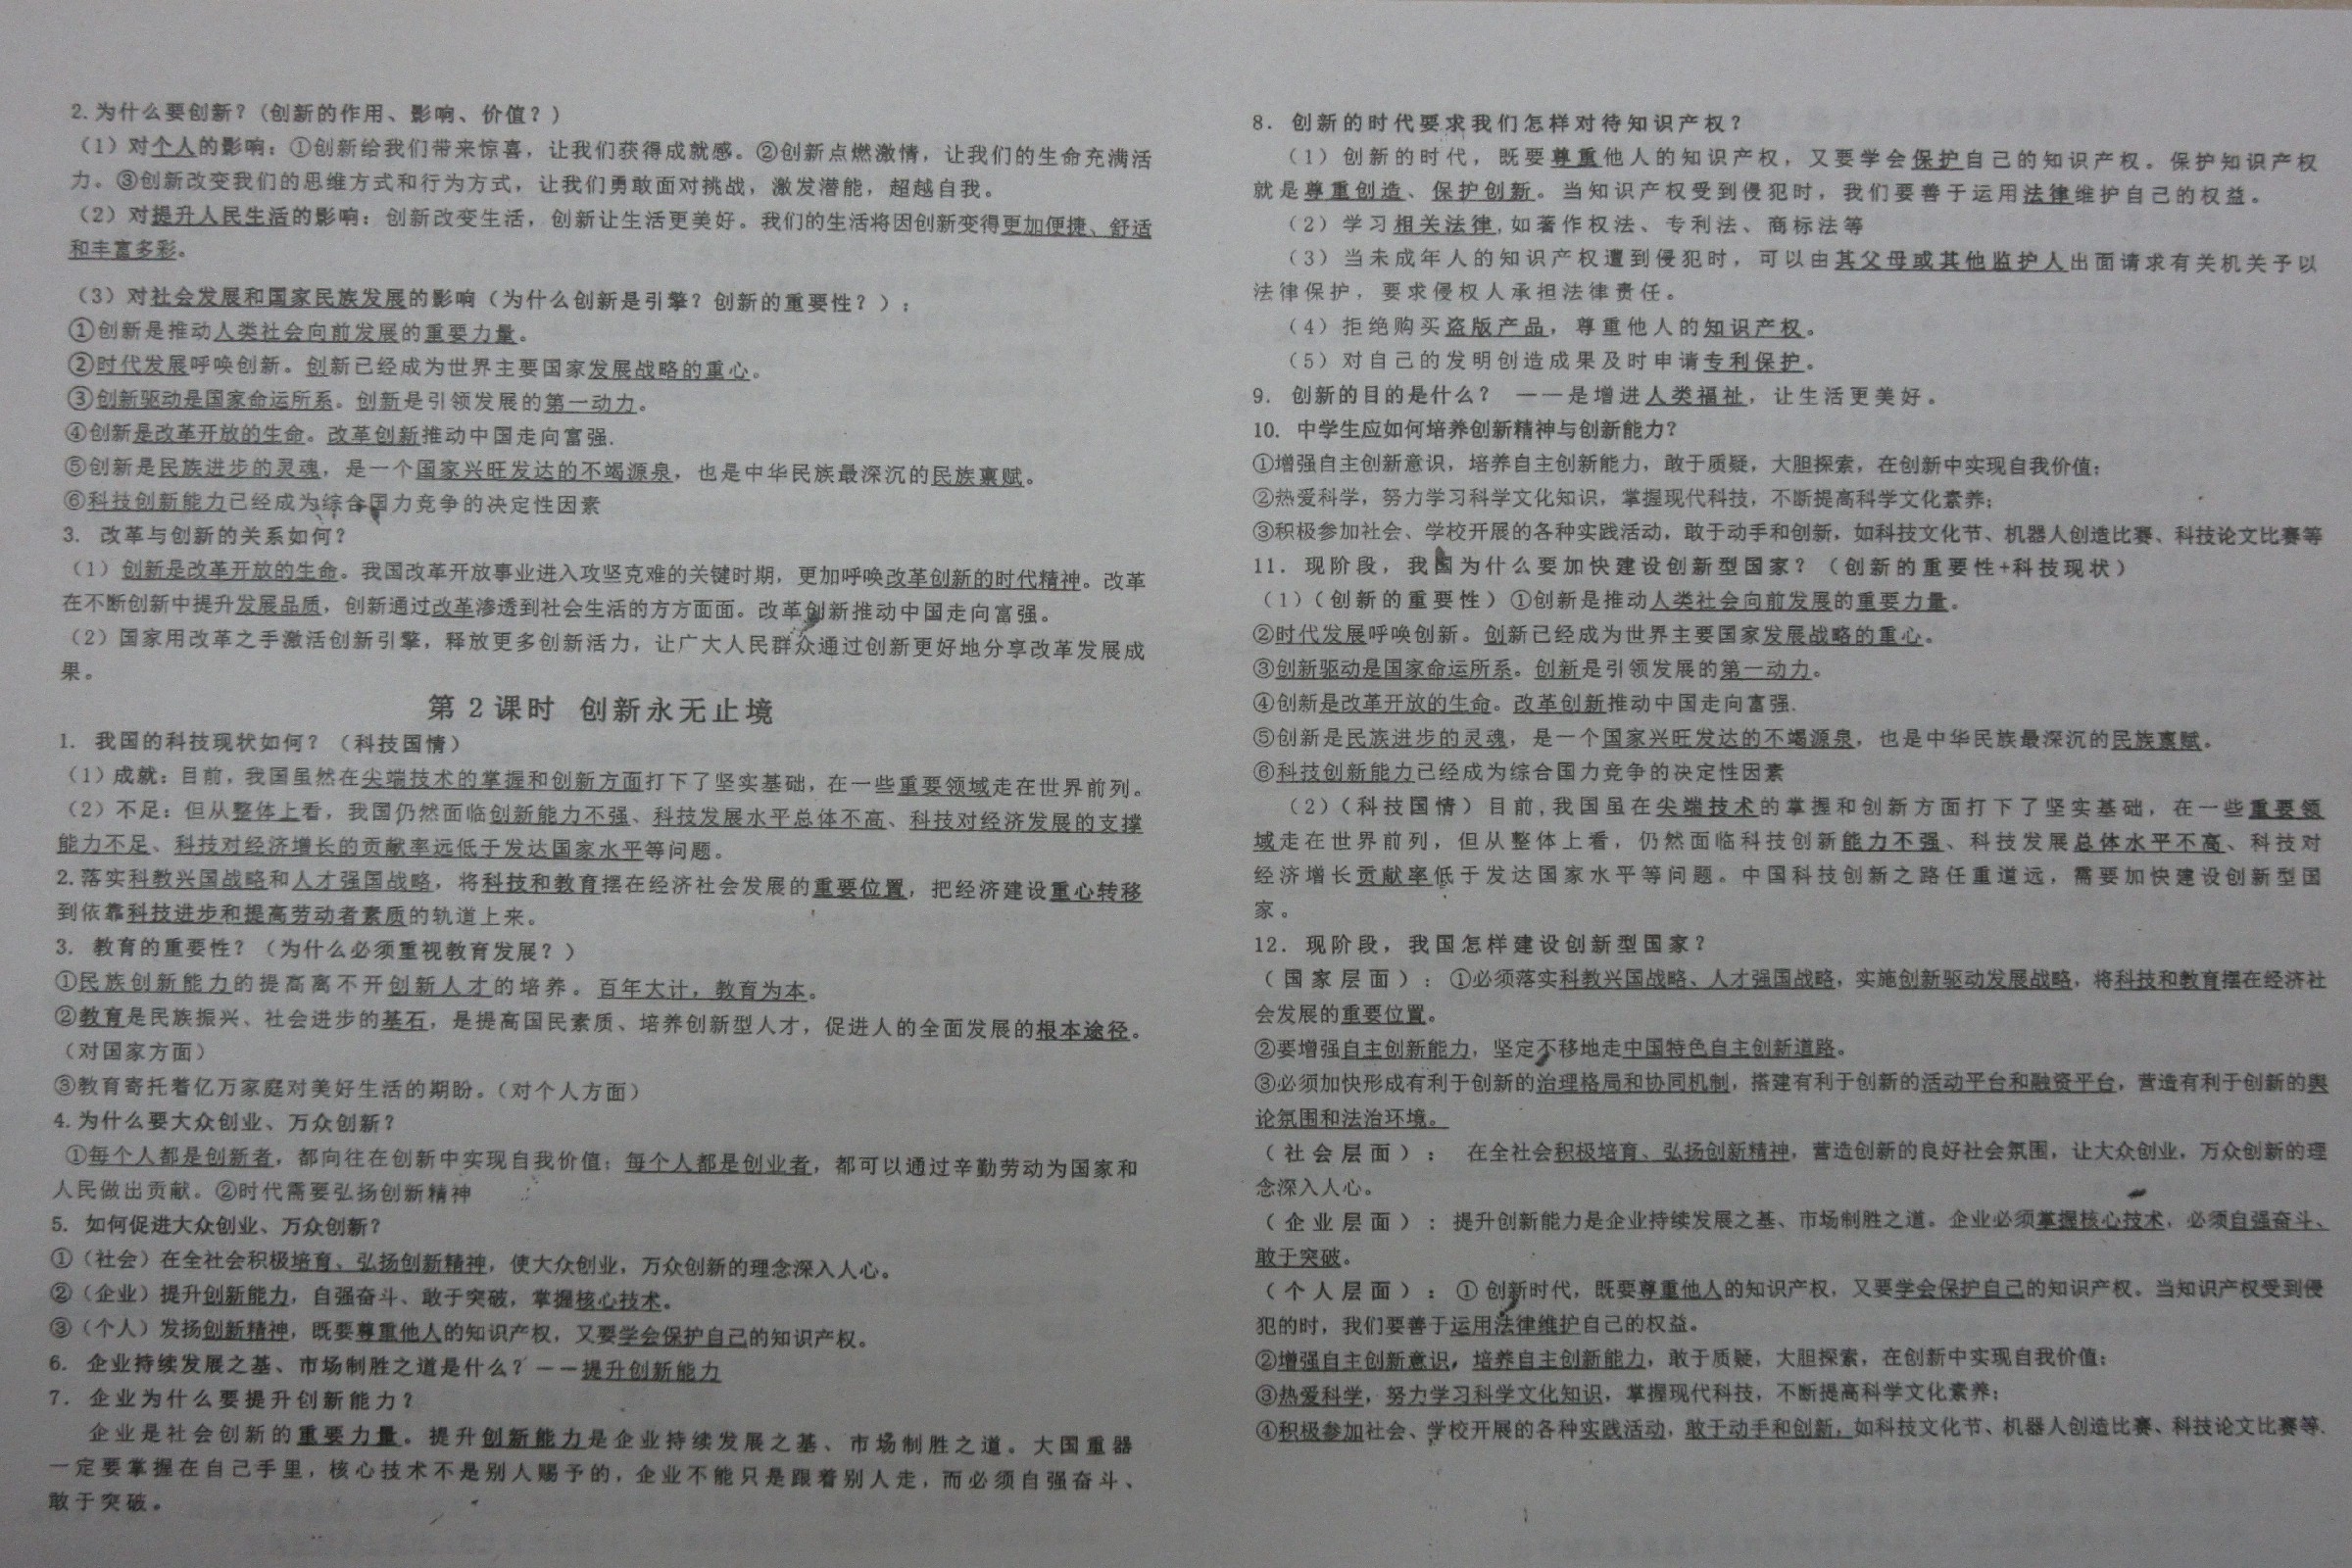 2.为什么要创新?(创新的作用、影响、价值?)
(1)对个人的影响:①创新给我们带来惊喜,让我们获得成就感。②创新点燃激情,让我们的生命充满活
力。③创新改变我们的思维方式和行为方式,让我们勇敢面对挑战,激发潜能,超越自我。
(2)对提升人民生活的影响:创新改变生活,创新让生活更美好。我们的生活将因创新变得更加便捷、舒适
和丰富多彩。
(3)对社会发展和国家民族发展的影响(为什么创新是引擎?创新的重要性?):
①创新是推动人类社会向前发展的重要力量。
②时代发展呼唤创新。创新已经成为世界主要国家发展战略的重心。
③创新驱动是国家命运所系。创新是引领发展的第一动力。
④创新是改革开放的生命。改革创新推动中国走向富强.
⑤创新是民族进步的灵魂,是一个国家兴旺发达的不竭源泉,也是中华民族最深沉的民族禀赋。
⑥科技创新能力已经成为综合国力竞争的决定性因素
3. 改革与创新的关系如何?
(1)创新是改革开放的生命。我国改革开放事业进入攻坚克难的关键时期,更加呼唤改革创新的时代精神。改革
在不断创新中提升发展品质,创新通过改革渗透到社会生活的方方面面。改革创新推动中国走向富强。
(2)国家用改革之手激活创新引擎,释放更多创新活力,让广大人民群众通过创新更好地分享改革发展成
果。
第2课时 创新永无止境
1. 我国的科技现状如何?(科技国情)
(1)成就:目前,我国虽然在尖端技术的掌握和创新方面打下了坚实基础,在一些重要领域走在世界前列。
(2)不足:但从整体上看,我国仍然面临创新能力不强、科技发展水平总体不高、科技对经济发展的支撑
能力不足、科技对经济增长的贡献率远低于发达国家水平等问题。
2.落实科教兴国战略和人才强国战略,将科技和教育摆在经济社会发展的重要位置,把经济建设重心转移
到依靠科技进步和提高劳动者素质的轨道上来。
3. 教育的重要性?(为什么必须重视教育发展?)
①民族创新能力的提高离不开创新人才的培养。百年大计,教育为本。
②教育是民族振兴、社会进步的基石,是提高国民素质、培养创新型人才,促进人的全面发展的根本途径。
(对国家方面)
③教育寄托着亿万家庭对美好生活的期盼。(对个人方面)
4.为什么要大众创业、万众创新?
①每个人都是创新者,都向往在创新中实现自我价值;每个人都是创业者,都可以通过辛勤劳动为国家和
人民做出贡献。②时代需要弘扬创新精神
5. 如何促进大众创业、万众创新?
①(社会)在全社会积极培育、弘扬创新精神,使大众创业,万众创新的理念深入人心。
②(企业)提升创新能力,自强奋斗、敢于突破,掌握核心技术。
③(个人)发扬创新精神,既要尊重他人的知识产权,又要学会保护自己的知识产权。
6. 企业持续发展之基、市场制胜之道是什么?——提升创新能力
7. 企业为什么要提升创新能力?
企业是社会创新的重要力量。提升创新能力是企业持续发展之基、市场制胜之道。大国重器
一定要掌握在自己手里,核心技术不是别人赐予的,企业不能只是跟着别人走,而必须自强奋斗、
敢于突破。
8. 创新的时代要求我们怎样对待知识产权?
(1)创新的时代,既要尊重他人的知识产权,又要学会保护自己的知识产权。保护知识产权
就是尊重创造、保护创新。当知识产权受到侵犯时,我们要善于运用法律维护自己的权益。
(2)学习相关法律,如著作权法、专利法、商标法等
(3)当未成年人的知识产权遭到侵犯时,可以由其父母或其他监护人出面请求有关机关予以
法律保护,要求侵权人承担法律责任。
(4)拒绝购买盗版产品,尊重他人的知识产权。
(5)对自己的发明创造成果及时申请专利保护。
9. 创新的目的是什么? ——是增进人类福祉,让生活更美好。
10. 中学生应如何培养创新精神与创新能力?
①增强自主创新意识,培养自主创新能力,敢于质疑,大胆探索,在创新中实现自我价值;
②热爱科学,努力学习科学文化知识,掌握现代科技,不断提高科学文化素养;
③积极参加社会、学校开展的各种实践活动,敢于动手和创新,如科技文化节、机器人创造比赛、科技论文比赛等
11. 现阶段,我国为什么要加快建设创新型国家?(创新的重要性+科技现状)
(1)(创新的重要性)①创新是推动人类社会向前发展的重要力量。
②时代发展呼唤创新。创新已经成为世界主要国家发展战略的重心。
③创新驱动是国家命运所系。创新是引领发展的第一动力。
④创新是改革开放的生命。改革创新推动中国走向富强.
⑤创新是民族进步的灵魂,是一个国家兴旺发达的不竭源泉,也是中华民族最深沉的民族禀赋。
⑥科技创新能力已经成为综合国力竞争的决定性因素
(2)(科技国情)目前,我国虽在尖端技术的掌握和创新方面打下了坚实基础,在一些重要领
域走在世界前列,但从整体上看,仍然面临科技创新能力不强、科技发展总体水平不高、科技对
经济增长贡献率低于发达国家水平等问题。中国科技创新之路任重道远,需要加快建设创新型国
家。
12. 现阶段,我国怎样建设创新型国家?
(国家层面):①必须落实科教兴国战略、人才强国战略,实施创新驱动发展战略,将科技和教育摆在经济社
会发展的重要位置。
②要增强自主创新能力,坚定不移地走中国特色自主创新道路。
③必须加快形成有利于创新的治理格局和协同机制,搭建有利于创新的活动平台和融资平台,营造有利于创新的舆
论氛围和法治环境。
(社会层面): 在全社会积极培育、弘扬创新精神,营造创新的良好社会氛围,让大众创业,万众创新的理
念深入人心。
(企业层面):提升创新能力是企业持续发展之基、市场制胜之道。企业必须掌握核心技术,必须自强奋斗、
敢于突破。
(个人层面):①创新时代,既要尊重他人的知识产权,又要学会保护自己的知识产权。当知识产权受到侵
犯的时,我们要善于运用法律维护自己的权益。
②增强自主创新意识,培养自主创新能力,敢于质疑,大胆探索,在创新中实现自我价值;
③热爱科学,努力学习科学文化知识,掌握现代科技,不断提高科学文化素养;
④积极参加社会、学校开展的各种实践活动,敢于动手和创新,如科技文化节、机器人创造比赛、科技论文比赛等.